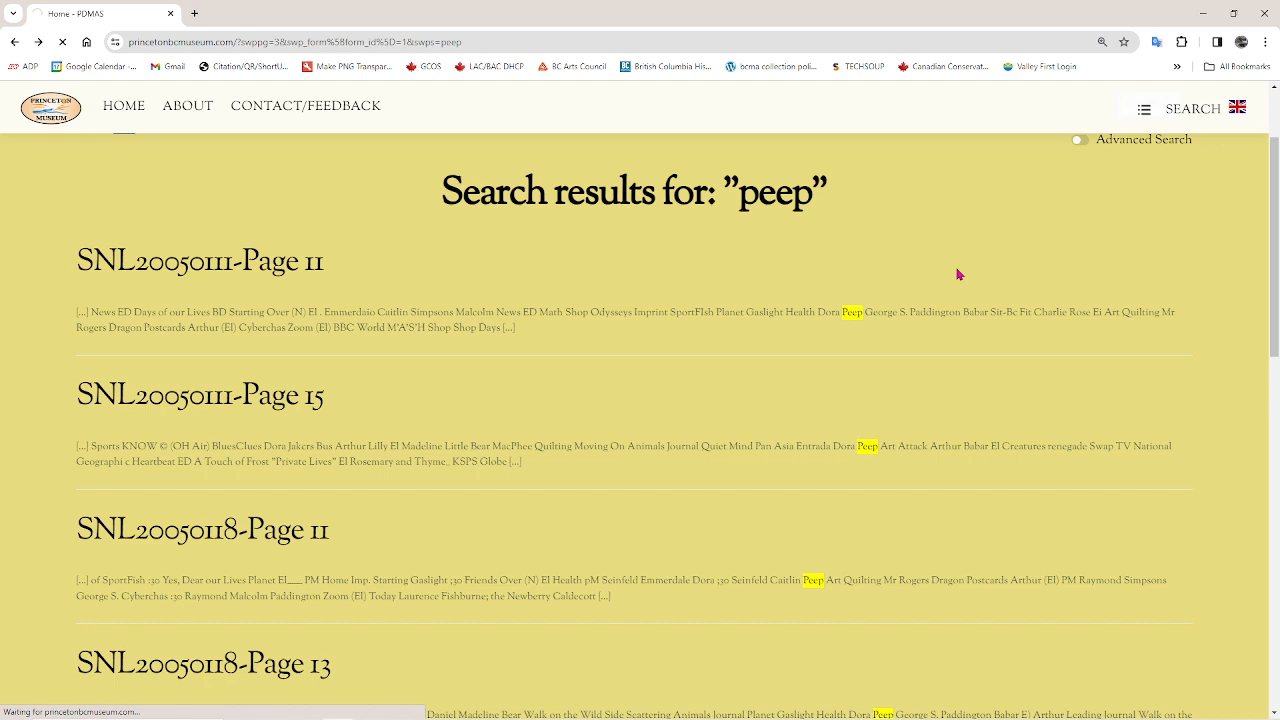 Home - PDMAS
princetonbcmuseum.com/?swppg=3&swp_form%5Bform_id%5D=1&swps=peep
ADP Google Calendar -... Gmail Citation/QR/ShortU... Make PNG Transpar... GCOS LAC/BAC DHCP BC Arts Council British Columbia His... bcmna collection poli... TECHSOUP Canadian Conservat... Valley First Login All Bookmarks
PRINCETON MUSEUM HOME ABOUT CONTACT/FEEDBACK SEARCH
Advanced Search
Search results for: "peep"
SNL20050111-Page 11
[...] News ED Days of our Lives BD Starting Over (N) El . Emmerdaio Caitlin Simpsons Malcolm News ED Math Shop Odysseys Imprint SportFIsh Planet Gaslight Health Dora Peep George S. Paddington Babar Sit-Bc Fit Charlie Rose Ei Art Quilting Mr
Rogers Dragon Postcards Arthur (El) Cyberchas Zoom (El) BBC World M'A'S'H Shop Shop Days [...]
SNL20050111-Page 15
[...] Sports KNOW © (OH Air) BluesClues Dora Jakcrs Bus Arthur Lilly El Madeline Little Bear MacPhee Quilting Moving On Animals Journal Quiet Mind Pan Asia Entrada Dora Peep Art Attack Arthur Babar El Creatures renegade Swap TV National
Geographi c Heartbeat ED A Touch of Frost "Private Lives" El Rosemary and Thyme_ KSPS Globe [...]
SNL20050118-Page 11
[...] of SportFish :30 Yes, Dear our Lives Planet El___ PM Home Imp. Starting Gaslight ;30 Friends Over (N) El Health pM Seinfeld Emmerdale Dora ;30 Seinfeld Caitlin Peep Art Quilting Mr Rogers Dragon Postcards Arthur (El) PM Raymond Simpsons
George S. Cyberchas :30 Raymond Malcolm Paddington Zoom (El) Today Laurence Fishburne; the Newberry Caldecott [...]
SNL20050118-Page 13
Daniel Madeline Bear Walk on the Wild Side Scattering Animals Journal Planet Gaslight Health Dora Peep George S. Paddington Babar E) Arthur Leading Journal Walk on the
Waiting for princetonbcmuseum.com...